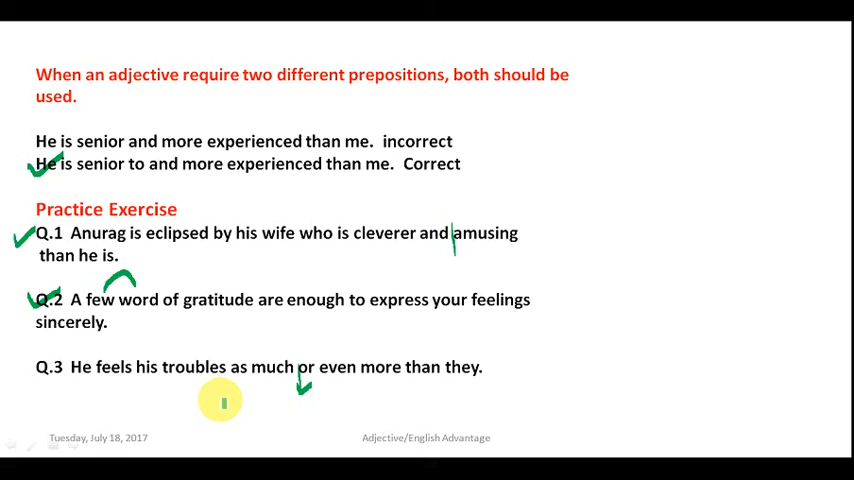 When an adjective require two different prepositions, both should be
used.
He is senior and more experienced than me. incorrect
He is senior to and more experienced than me. Correct
Practice Exercise
Q.1 Anurag is eclipsed by his wife who is cleverer and amusing
than he is.
Q.2 A few word of gratitude are enough to express your feelings
sincerely.
Q.3 He feels his troubles as much or even more than they.
Tuesday, July 18, 2017 Adjective/English Advantage